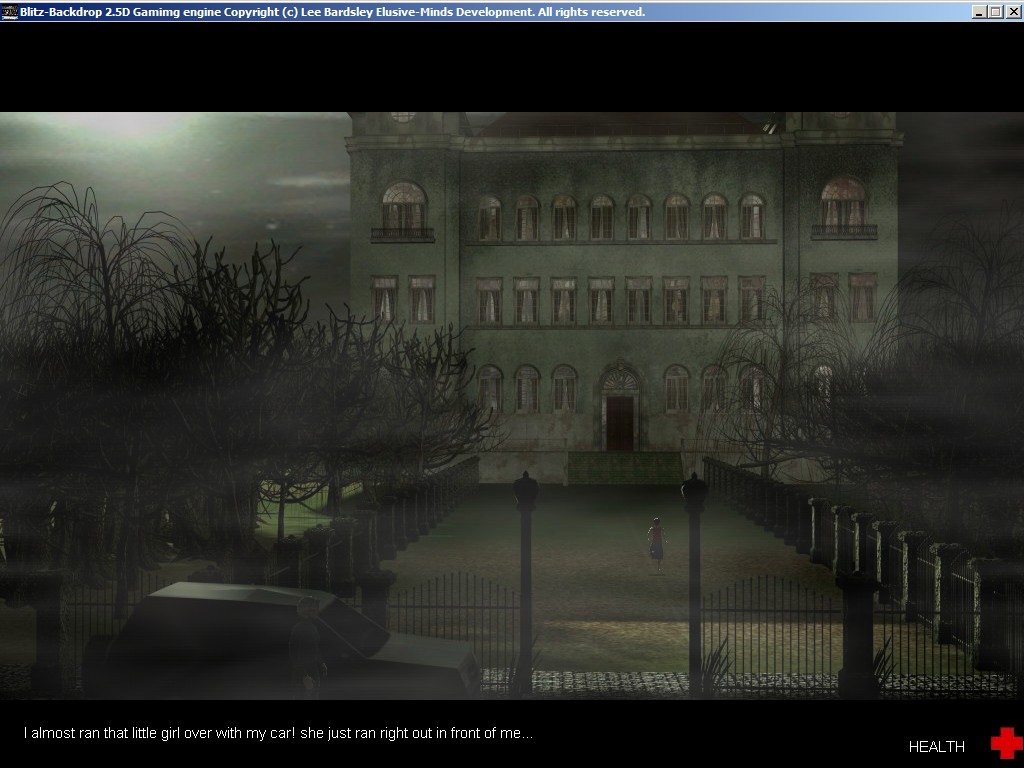 Blitz-Backdrop 2.5D Gamimg engine Copyright (c) Lee Bardsley Elusive-Minds Development. All rights reserved.
I almost ran that little girl over with my car! she just ran right out in front of me...
HEALTH